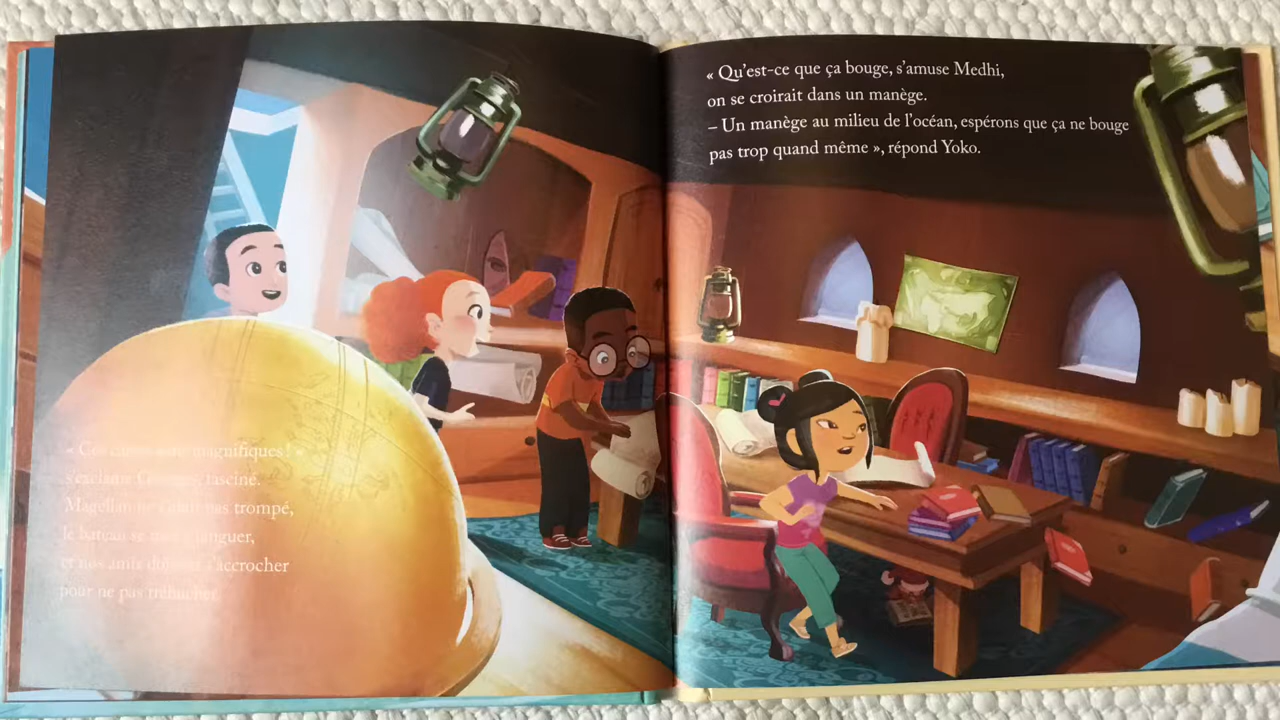 magnifiques ! »
fasciné.
Magellan pas trompé,
le
et nos amis s'accrocher
pour ne pas trébucher.
« Qu'est-ce que ça bouge, s'amuse Medhi,
on se croirait dans un manège.
– Un manège au milieu de l'océan, espérons que ça ne bouge
pas trop quand même », répond Yoko.